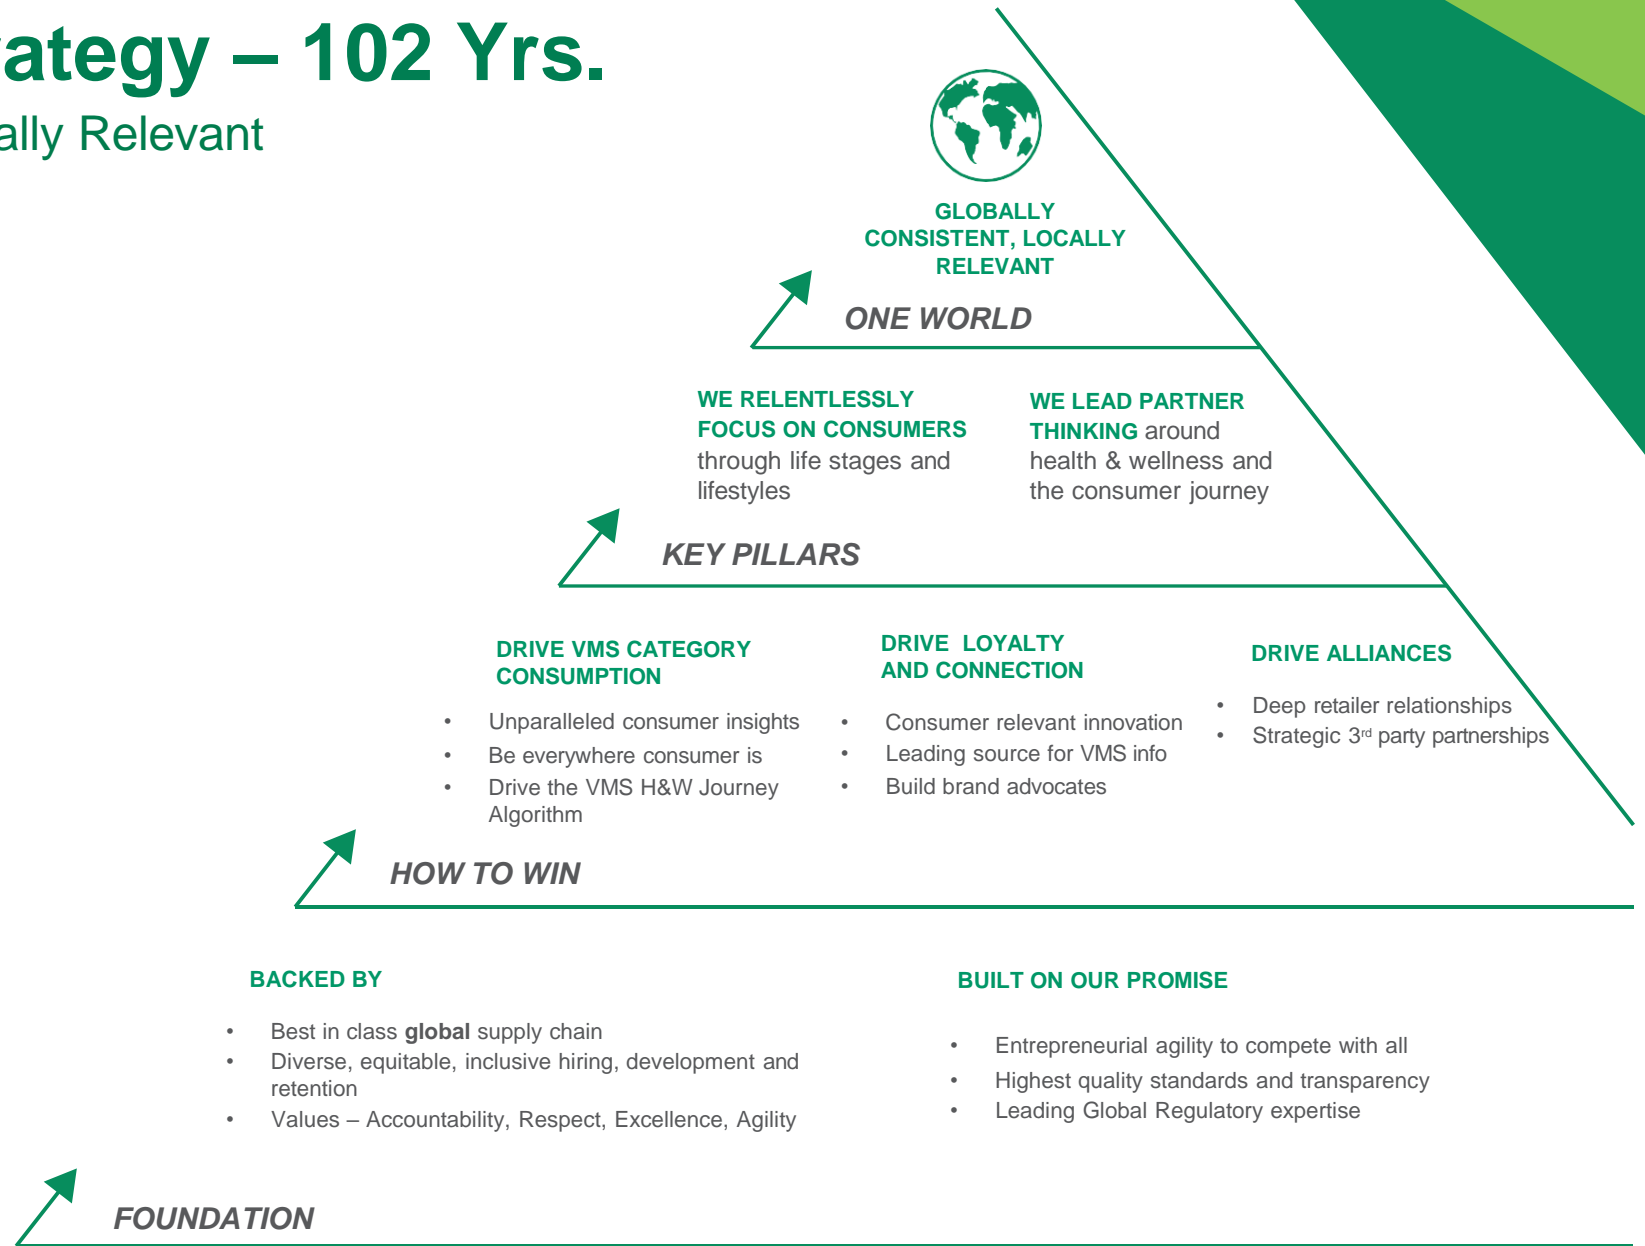 ategy – 102 Yrs.
ally Relevant
GLOBALLY
CONSISTENT, LOCALLY
RELEVANT
ONE WORLD
WE RELENTLESSLY
FOCUS ON CONSUMERS
through life stages and
lifestyles
WE LEAD PARTNER
THINKING around
health & wellness and
the consumer journey
KEY PILLARS
DRIVE VMS CATEGORY
CONSUMPTION
• Unparalleled consumer insights
• Be everywhere consumer is
• Drive the VMS H&W Journey
Algorithm
DRIVE LOYALTY
AND CONNECTION
• Consumer relevant innovation
• Leading source for VMS info
• Build brand advocates
DRIVE ALLIANCES
• Deep retailer relationships
• Strategic 3rd party partnerships
HOW TO WIN
BACKED BY
• Best in class global supply chain
• Diverse, equitable, inclusive hiring, development and
retention
• Values – Accountability, Respect, Excellence, Agility
BUILT ON OUR PROMISE
• Entrepreneurial agility to compete with all
• Highest quality standards and transparency
• Leading Global Regulatory expertise
FOUNDATION